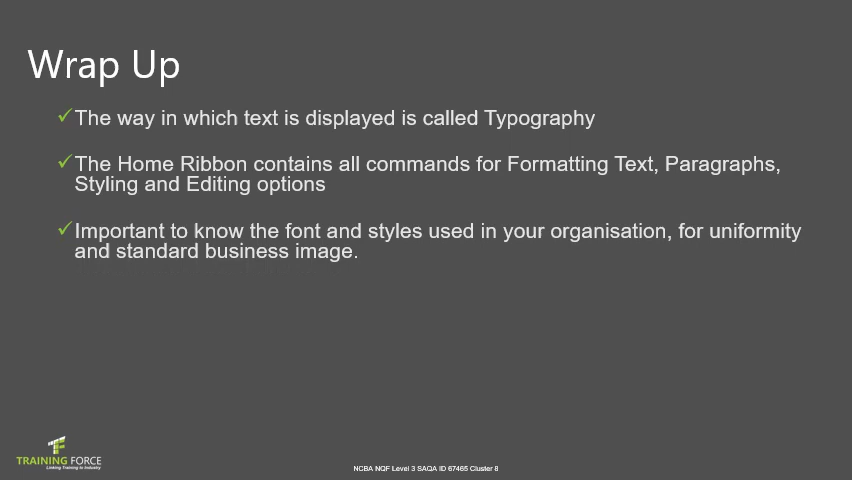 Wrap Up
The way in which text is displayed is called Typography
The Home Ribbon contains all commands for Formatting Text, Paragraphs,
Styling and Editing options
Important to know the font and styles used in your organisation, for uniformity
and standard business image.
TRAINING FORCE
Linking Training to Industry
NCBA NQF Level 3 SAQA ID 67465 Cluster 8